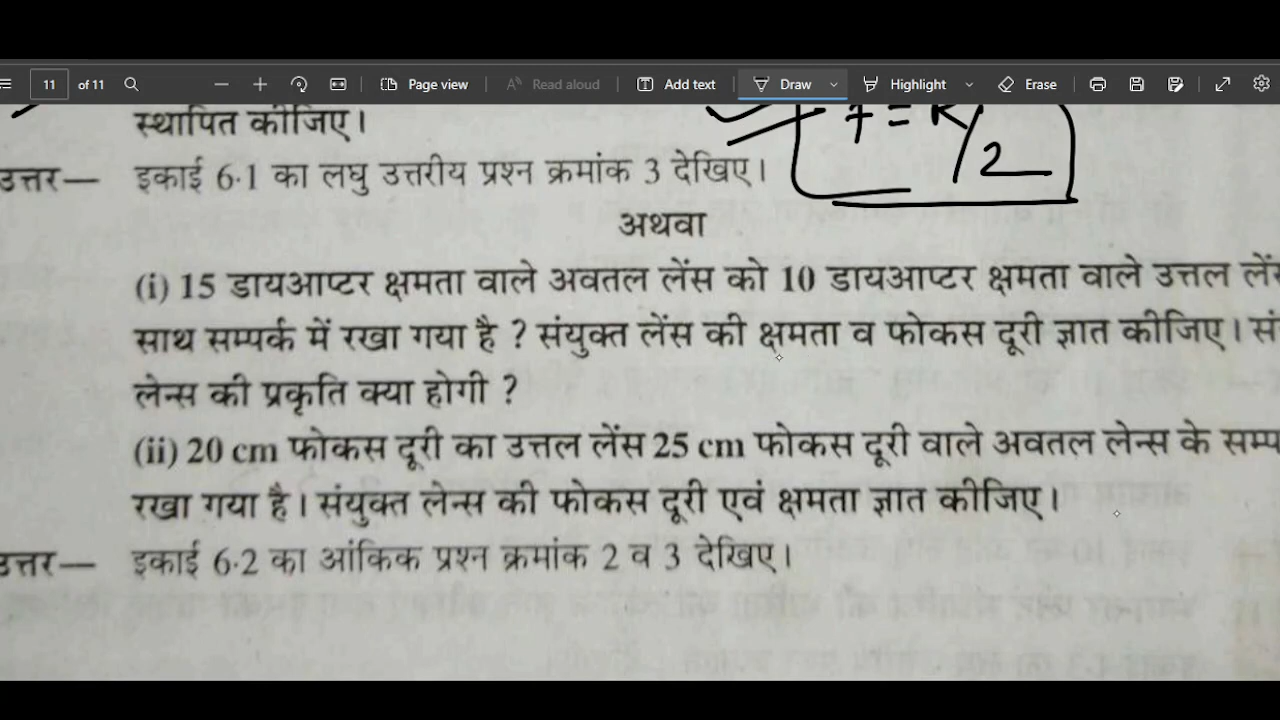 11 of 11 Page view Read aloud Add text Draw Highlight Erase
स्थापित कीजिए।
f = R/2
उत्तर— इकाई 6·1 का लघु उत्तरीय प्रश्न क्रमांक 3 देखिए।
अथवा
(i) 15 डायआप्टर क्षमता वाले अवतल लेंस को 10 डायआप्टर क्षमता वाले उत्तल लेंस
साथ सम्पर्क में रखा गया है ? संयुक्त लेंस की क्षमता व फोकस दूरी ज्ञात कीजिए। सं
लेन्स की प्रकृति क्या होगी ?
(ii) 20 cm फोकस दूरी का उत्तल लेंस 25 cm फोकस दूरी वाले अवतल लेन्स के सम्प
रखा गया है। संयुक्त लेन्स की फोकस दूरी एवं क्षमता ज्ञात कीजिए।
उत्तर— इकाई 6·2 का आंकिक प्रश्न क्रमांक 2 व 3 देखिए।